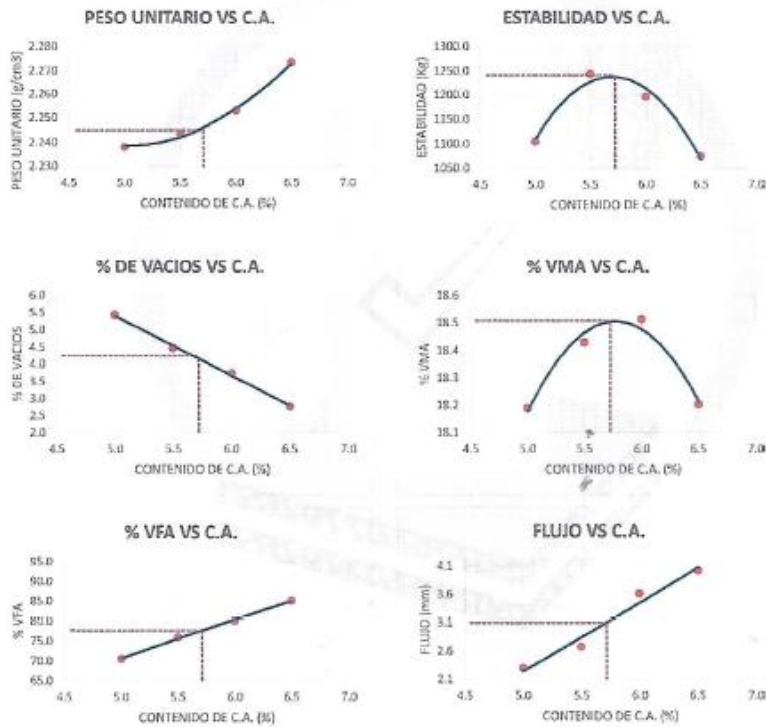 PESO UNITARIO VS C.A.
PESO UNITARIO (g/cm3)
2.280
2.270
2.260
2.250
2.240
2.230
4.5 5.0 5.5 6.0 6.5 7.0
CONTENIDO DE C.A. (%)
ESTABILIDAD VS C.A.
ESTABILIDAD (Kg)
1300.0
1250.0
1200.0
1150.0
1100.0
1050.0
4.5 5.0 5.5 6.0 6.5 7.0
CONTENIDO DE C.A. (%)
% DE VACIOS VS C.A.
% DE VACIOS
6.0
5.5
5.0
4.5
4.0
3.5
3.0
2.5
2.0
4.5 5.0 5.5 6.0 6.5 7.0
CONTENIDO DE C.A. (%)
% VMA VS C.A.
% VMA
18.6
18.5
18.4
18.3
18.2
18.1
4.5 5.0 5.5 6.0 6.5 7.0
CONTENIDO DE C.A. (%)
% VFA VS C.A.
% VFA
95.0
90.0
85.0
80.0
75.0
70.0
65.0
4.5 5.0 5.5 6.0 6.5 7.0
CONTENIDO DE C.A. (%)
FLUJO VS C.A.
FLUJO (mm)
4.1
3.6
3.1
2.6
2.1
4.5 5.0 5.5 6.0 6.5 7.0
CONTENIDO DE C.A. (%)